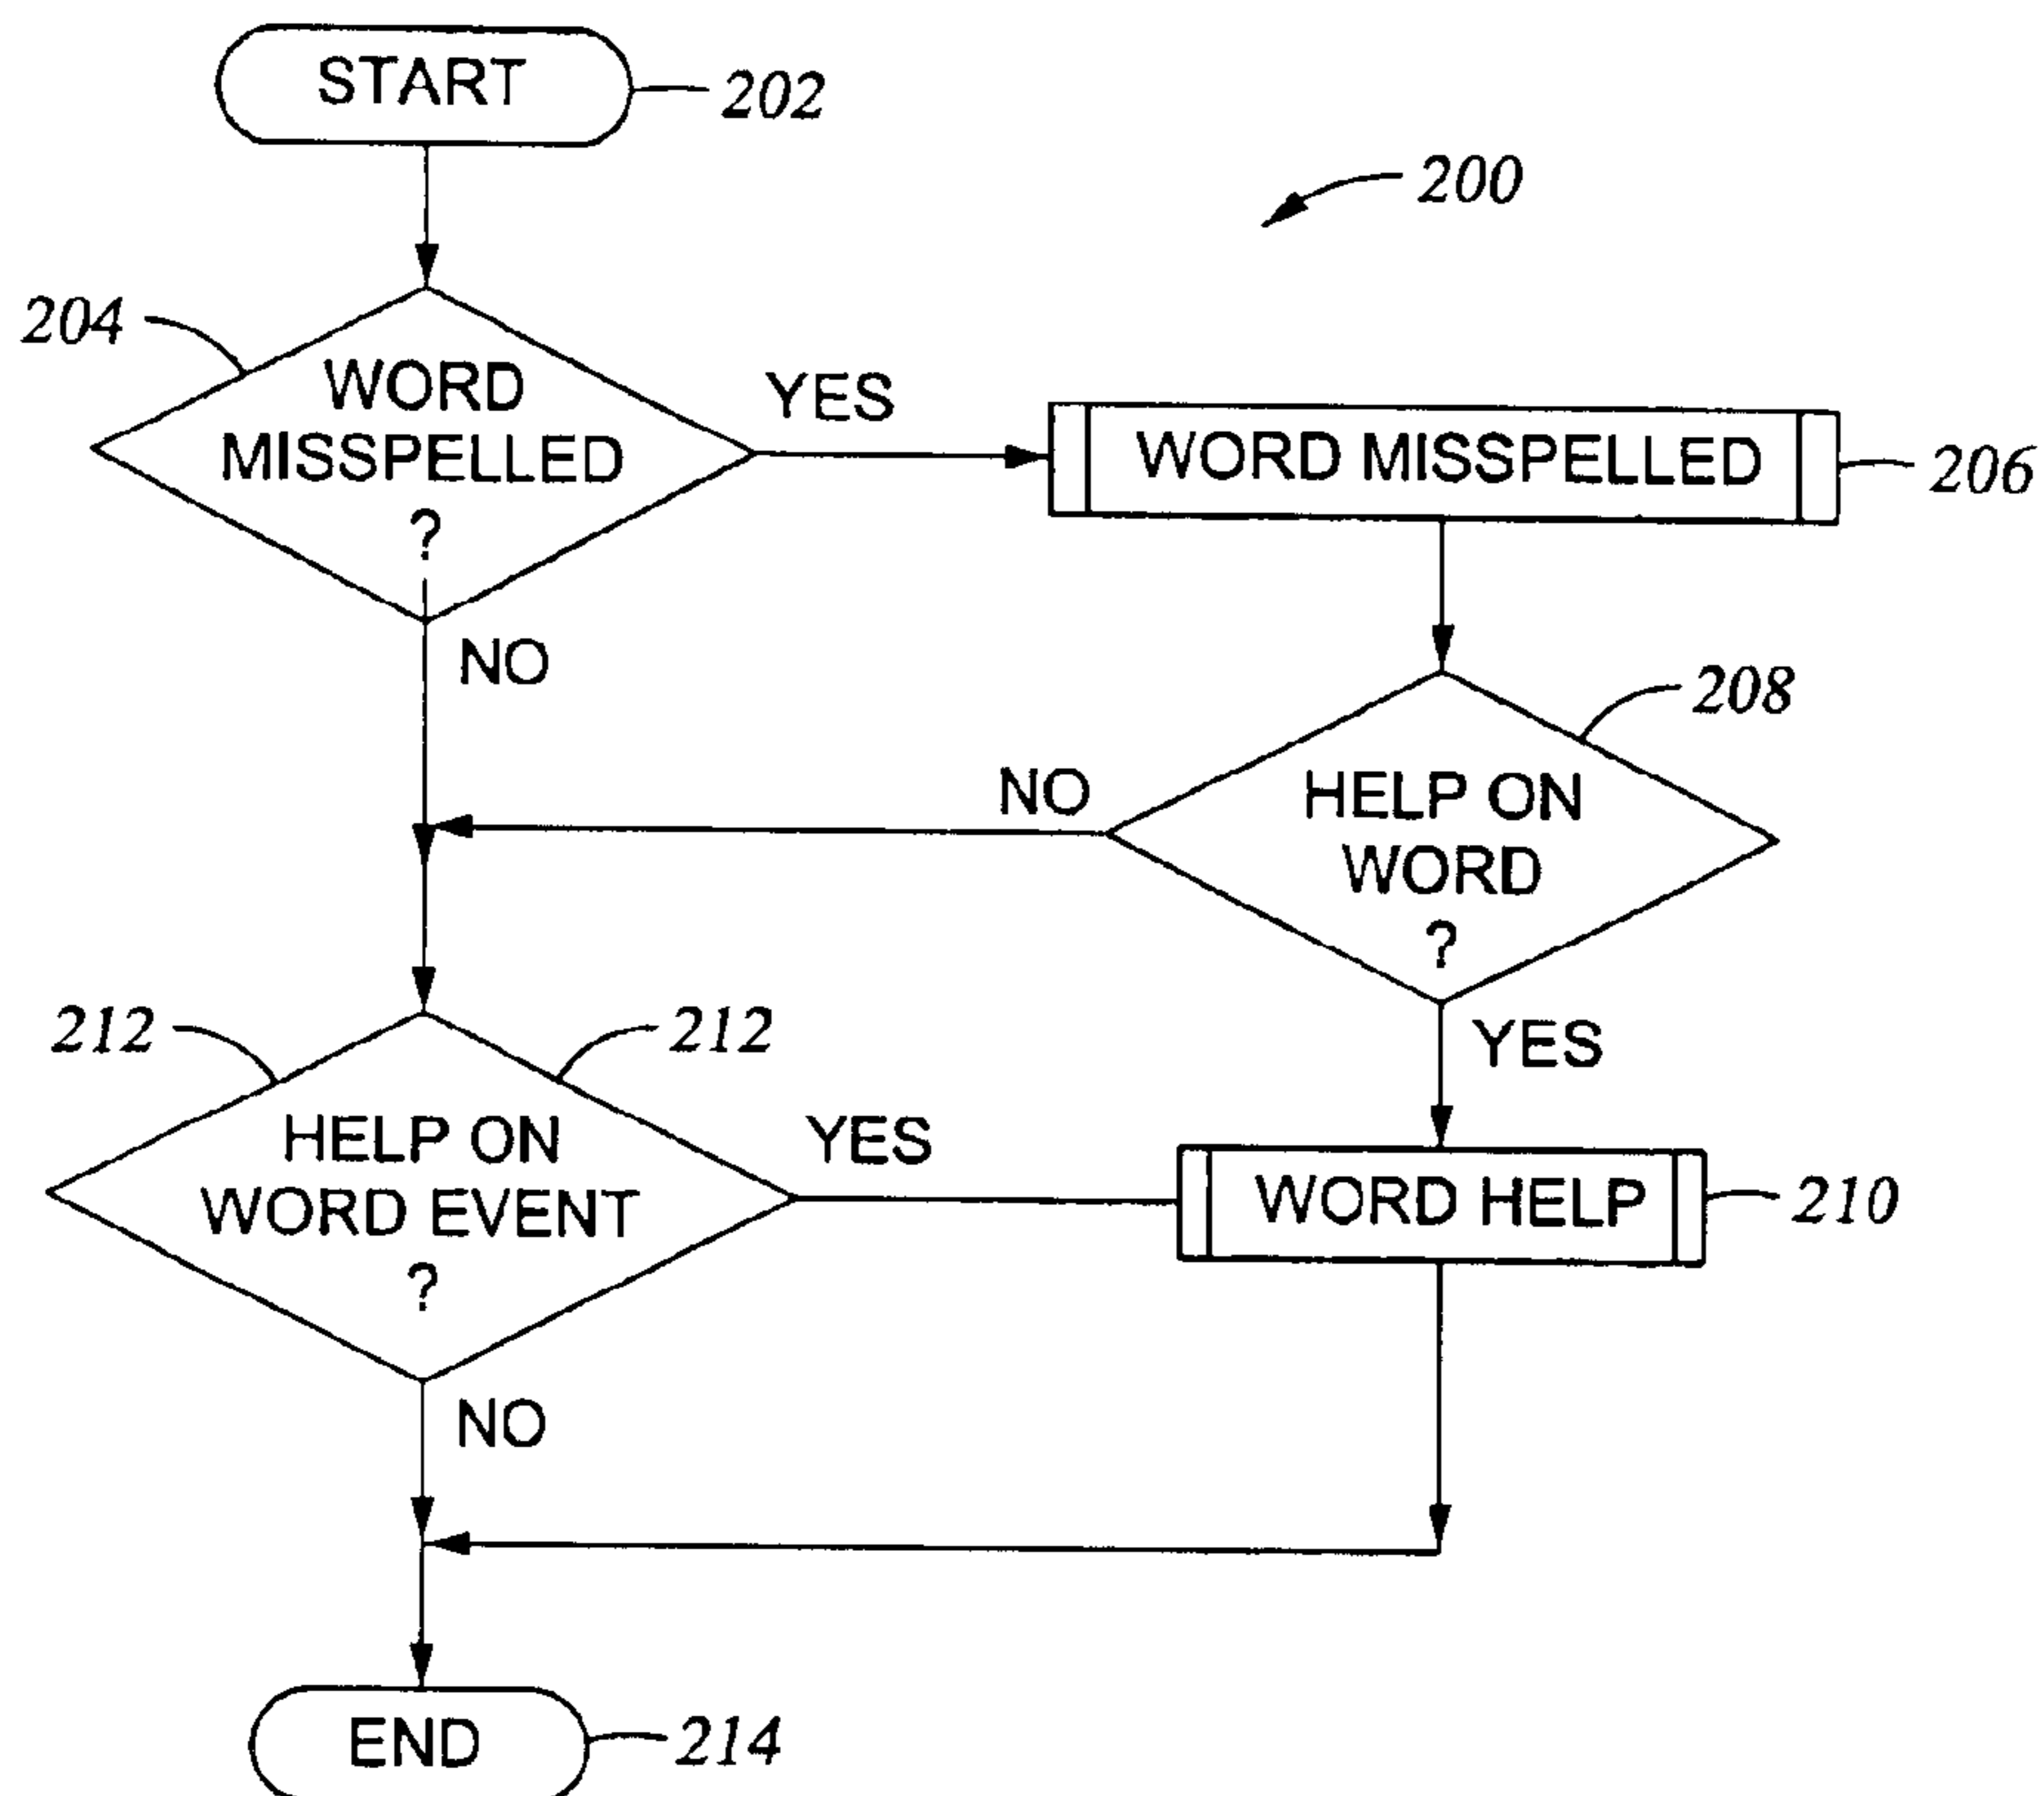 START
202
200
204
WORD
MISSPELLED
?
YES
WORD MISSPELLED
206
NO
208
NO
HELP ON
WORD
?
212
212
YES
HELP ON
WORD EVENT
?
YES
WORD HELP
210
NO
END
214